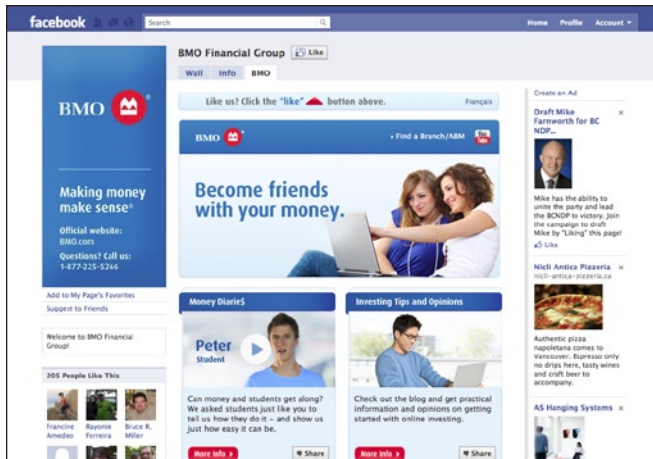 facebook
Search
Home Profile Account
BMO Financial Group Like
Wall Info BMO
BMO
Making money
make sense®
Official website:
BMO.com
Questions? Call us:
1-877-225-5266
Add to My Page's Favorites
Suggest to Friends
Welcome to BMO Financial
Group!
205 People Like This
Francine
Amedeo
Rayonie
Ferreira
Bruce R.
Miller
Like us? Click the "like" button above.
Français
BMO
Find a Branch/ABM
You
Tube
Become friends
with your money.
Money Diarie$
Peter
Student
Can money and students get along?
We asked students just like you to
tell us how they do it – and show us
just how easy it can be.
More Info
Share
Investing Tips and Opinions
Check out the blog and get practical
information and opinions on getting
started with online investing.
More Info
Share
Create an Ad
Draft Mike
Farnworth for BC
NDP...
Mike has the ability to
unite the party and lead
the BCNDP to victory. Join
the campaign to draft
Mike by "Liking" this page!
Like
Nicli Antica Pizzeria
nicli-antica-pizzeria.ca
Authentic pizza
napoletana comes to
Vancouver. Espresso only
no drips here, tasty wines
and craft beer to
accompany.
AS Hanging Systems